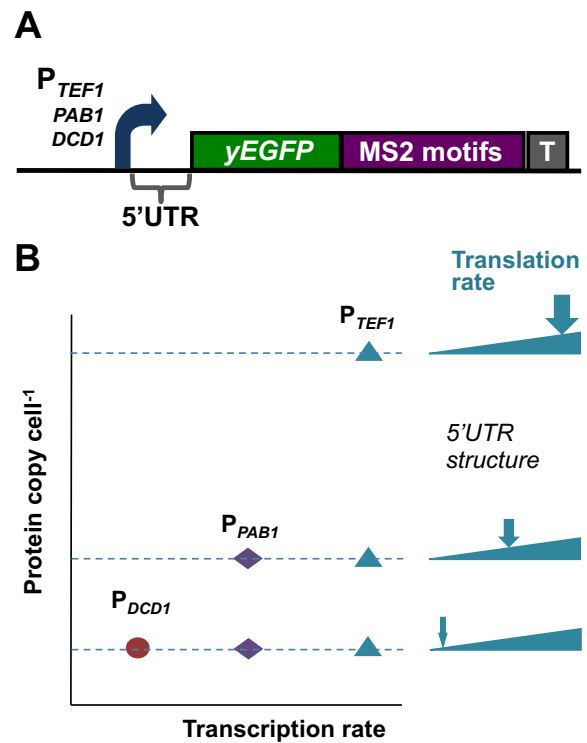 A
P TEF1
PAB1
DCD1
yEGFP
MS2 motifs
T
5'UTR
B
Translation
rate
P TEF1
5'UTR
structure
P PAB1
P DCD1
Protein copy cell-1
Transcription rate